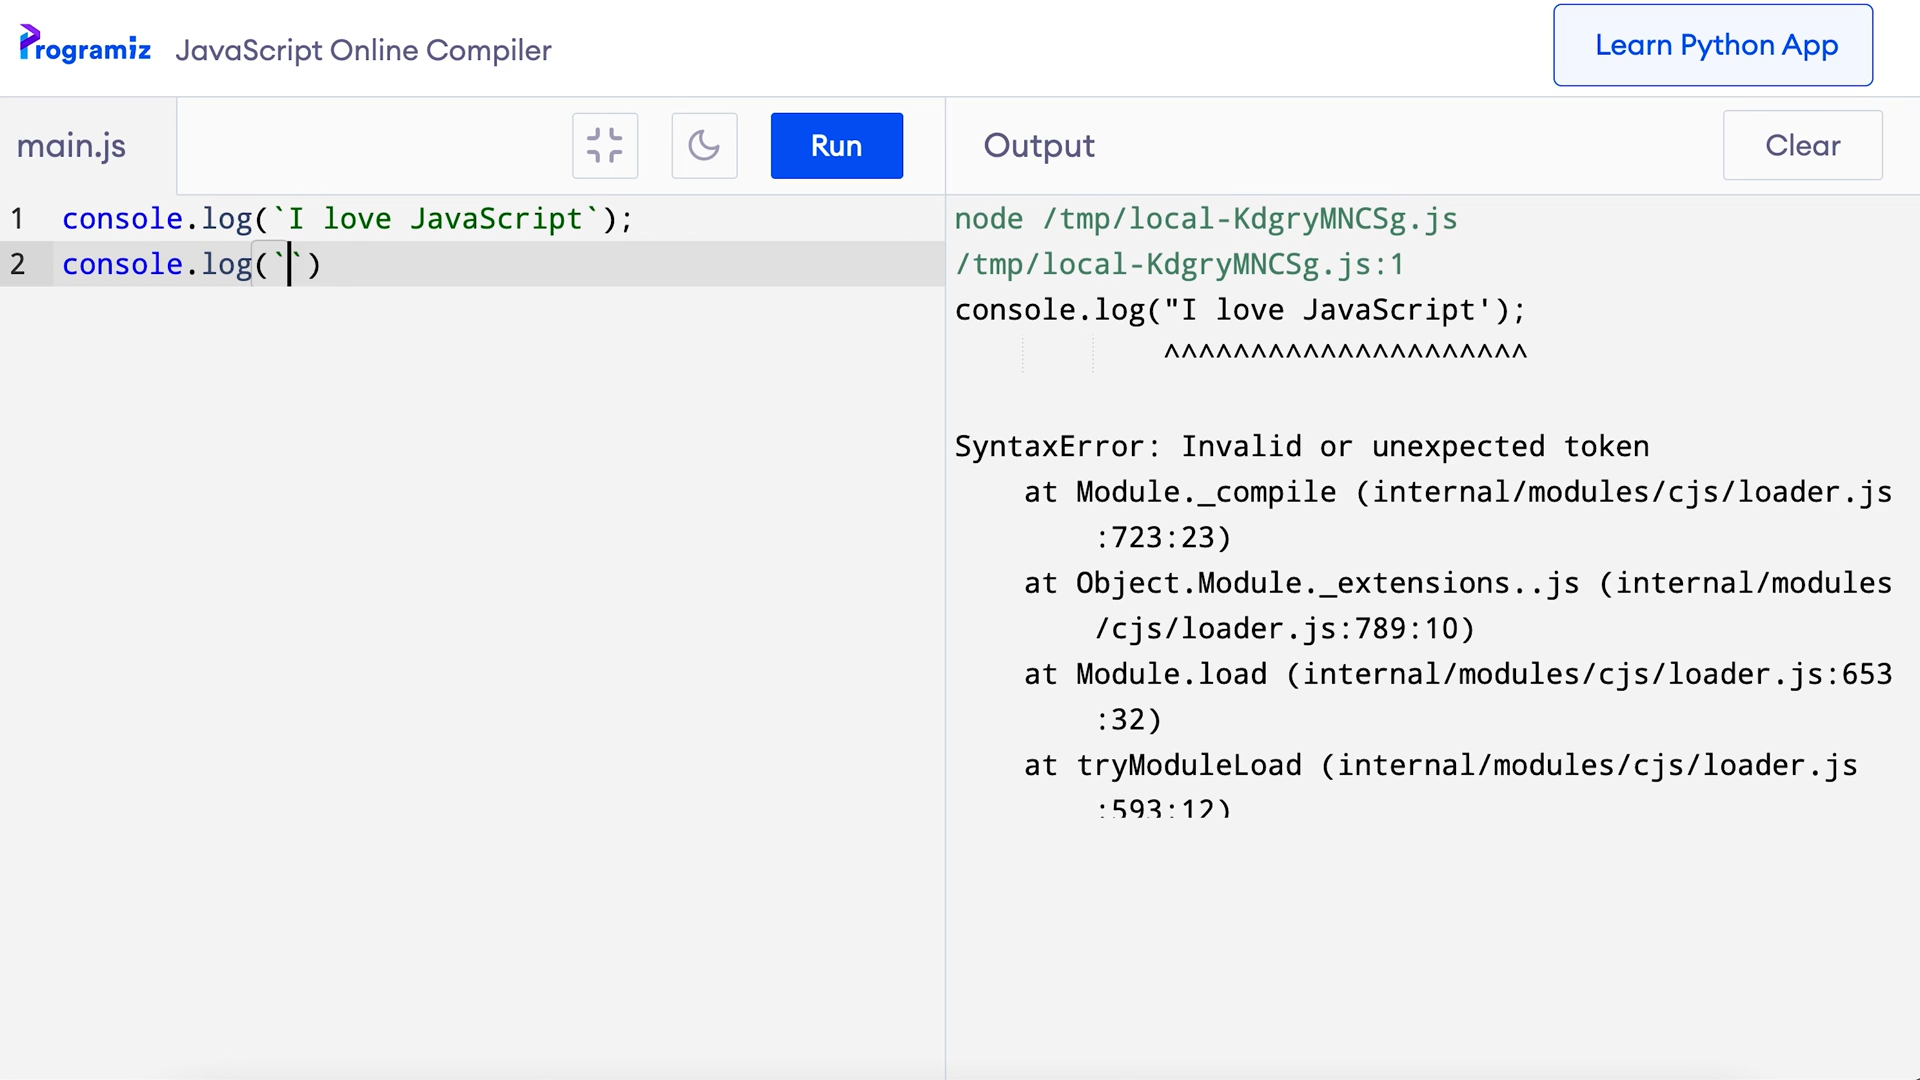 Programiz JavaScript Online Compiler
Learn Python App
main.js
Run
Output
Clear
1 console.log(`I love JavaScript`);
2 console.log(``)
node /tmp/local-KdgryMNCSg.js
/tmp/local-KdgryMNCSg.js:1
console.log("I love JavaScript');
^^^^^^^^^^^^^^^^^^^^^
SyntaxError: Invalid or unexpected token
at Module._compile (internal/modules/cjs/loader.js
:723:23)
at Object.Module._extensions..js (internal/modules
/cjs/loader.js:789:10)
at Module.load (internal/modules/cjs/loader.js:653
:32)
at tryModuleLoad (internal/modules/cjs/loader.js
:593:12)